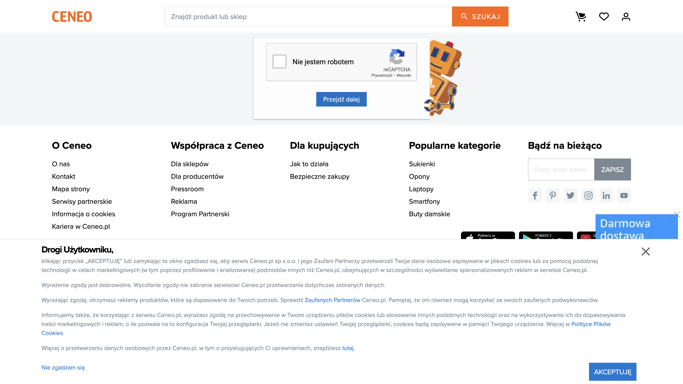 CENEO
Znajdź produkt lub sklep
SZUKAJ
Nie jestem robotem
reCAPTCHA
Prywatność - Warunki
Przejdź dalej
O Ceneo
O nas
Kontakt
Mapa strony
Serwisy partnerskie
Informacja o cookies
Kariera w Ceneo.pl
Współpraca z Ceneo
Dla sklepów
Dla producentów
Pressroom
Reklama
Program Partnerski
Dla kupujących
Jak to działa
Bezpieczne zakupy
Popularne kategorie
Sukienki
Opony
Laptopy
Smartfony
Buty damskie
Bądź na bieżąco
Podaj swój adres
ZAPISZ
Pobierz w
POBIERZ Z
Darmowa
dostawa
Drogi Użytkowniku,
klikając przycisk „AKCEPTUJĘ" lub zamykając to okno zgadzasz się, aby serwis Ceneo.pl sp z o.o. i jego Zaufani Partnerzy przetwarzali Twoje dane osobowe zapisywane w plikach cookies lub za pomocą podobnej
technologii w celach marketingowych (w tym poprzez profilowanie i analizowanie) podmiotów innych niż Ceneo.pl, obejmujących w szczególności wyświetlanie spersonalizowanych reklam w serwisie Ceneo.pl.
Wyrażenie zgody jest dobrowolne. Wycofanie zgody nie zabrania serwisowi Ceneo.pl przetwarzania dotychczas zebranych danych.
Wyrażając zgodę, otrzymasz reklamy produktów, które są dopasowane do Twoich potrzeb. Sprawdź Zaufanych Partnerów Ceneo.pl. Pamiętaj, że oni również mogą korzystać ze swoich zaufanych podwykonawców.
Informujemy także, że korzystając z serwisu Ceneo.pl, wyrażasz zgodę na przechowywanie w Twoim urządzeniu plików cookies lub stosowanie innych podobnych technologii oraz na wykorzystywanie ich do dopasowywania
treści marketingowych i reklam, o ile pozwala na to konfiguracja Twojej przeglądarki. Jeżeli nie zmienisz ustawień Twojej przeglądarki, cookies będą zapisywane w pamięci Twojego urządzenia. Więcej w Polityce Plików
Cookies.
Więcej o przetwarzaniu danych osobowych przez Ceneo.pl, w tym o przysługujących Ci uprawnieniach, znajdziesz tutaj.
Nie zgadzam się
AKCEPTUJĘ